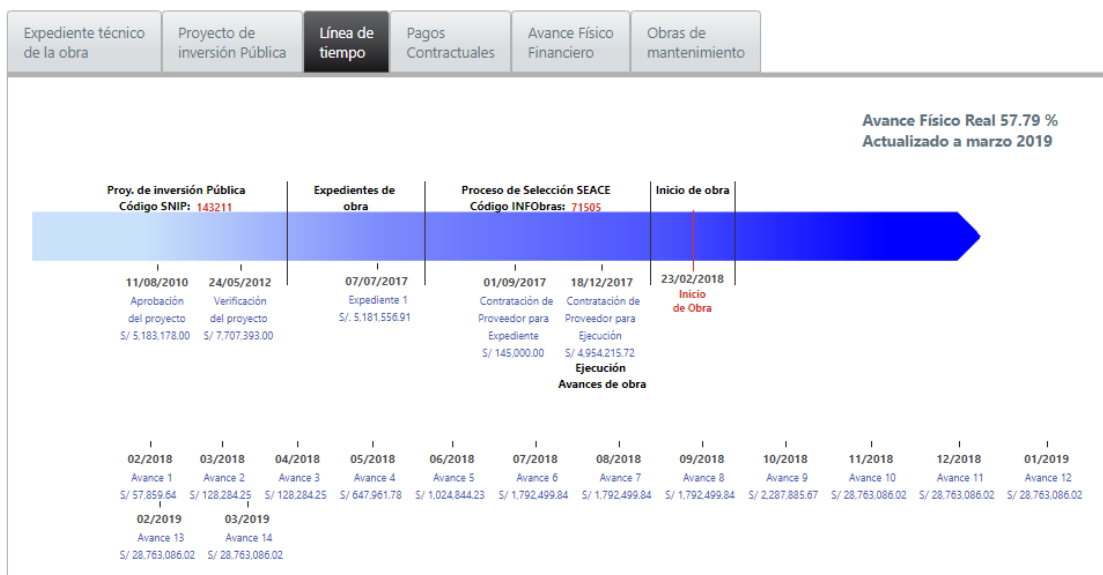 Expediente técnico de la obra
Proyecto de inversión Pública
Línea de tiempo
Pagos Contractuales
Avance Físico Financiero
Obras de mantenimiento
Avance Físico Real 57.79 %
Actualizado a marzo 2019
Proy. de inversión Pública
Código SNIP: 143211
Expedientes de
obra
Proceso de Selección SEACE
Código INFObras: 71505
Inicio de obra
11/08/2010
Aprobación
del proyecto
S/ 5,183,178.00
24/05/2012
Verificación
del proyecto
S/ 7,707,393.00
07/07/2017
Expediente 1
S/. 5,181,556.91
01/09/2017
Contratación de
Proveedor para
Expediente
S/ 145,000.00
18/12/2017
Contratación de
Proveedor para
Ejecución
S/ 4,954,215.72
Ejecución
Avances de obra
23/02/2018
Inicio
de Obra
02/2018 03/2018 04/2018 05/2018 06/2018 07/2018 08/2018 09/2018 10/2018 11/2018 12/2018 01/2019
Avance 1 Avance 2 Avance 3 Avance 4 Avance 5 Avance 6 Avance 7 Avance 8 Avance 9 Avance 10 Avance 11 Avance 12
S/ 57,859.64 S/ 128,284.25 S/ 128,284.25 S/ 647,961.78 S/ 1,024,844.23 S/ 1,792,499.84 S/ 1,792,499.84 S/ 1,792,499.84 S/ 2,287,885.67 S/ 28,763,086.02 S/ 28,763,086.02 S/ 28,763,086.02
02/2019 03/2019
Avance 13 Avance 14
S/ 28,763,086.02 S/ 28,763,086.02